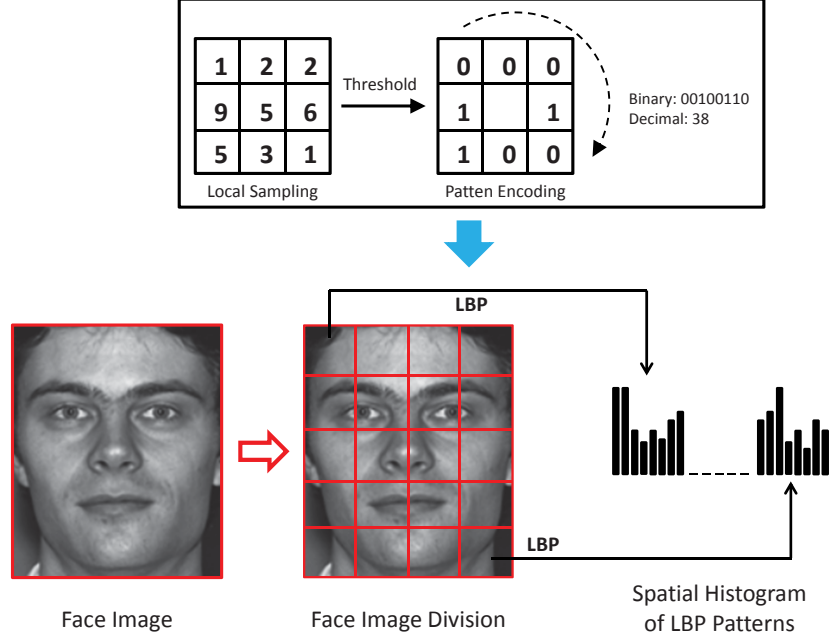 1 2 2
9 5 6
5 3 1
Local Sampling
Threshold
0 0 0
1 1
1 0 0
Patten Encoding
Binary: 00100110
Decimal: 38
LBP
LBP
Face Image
Face Image Division
Spatial Histogram
of LBP Patterns